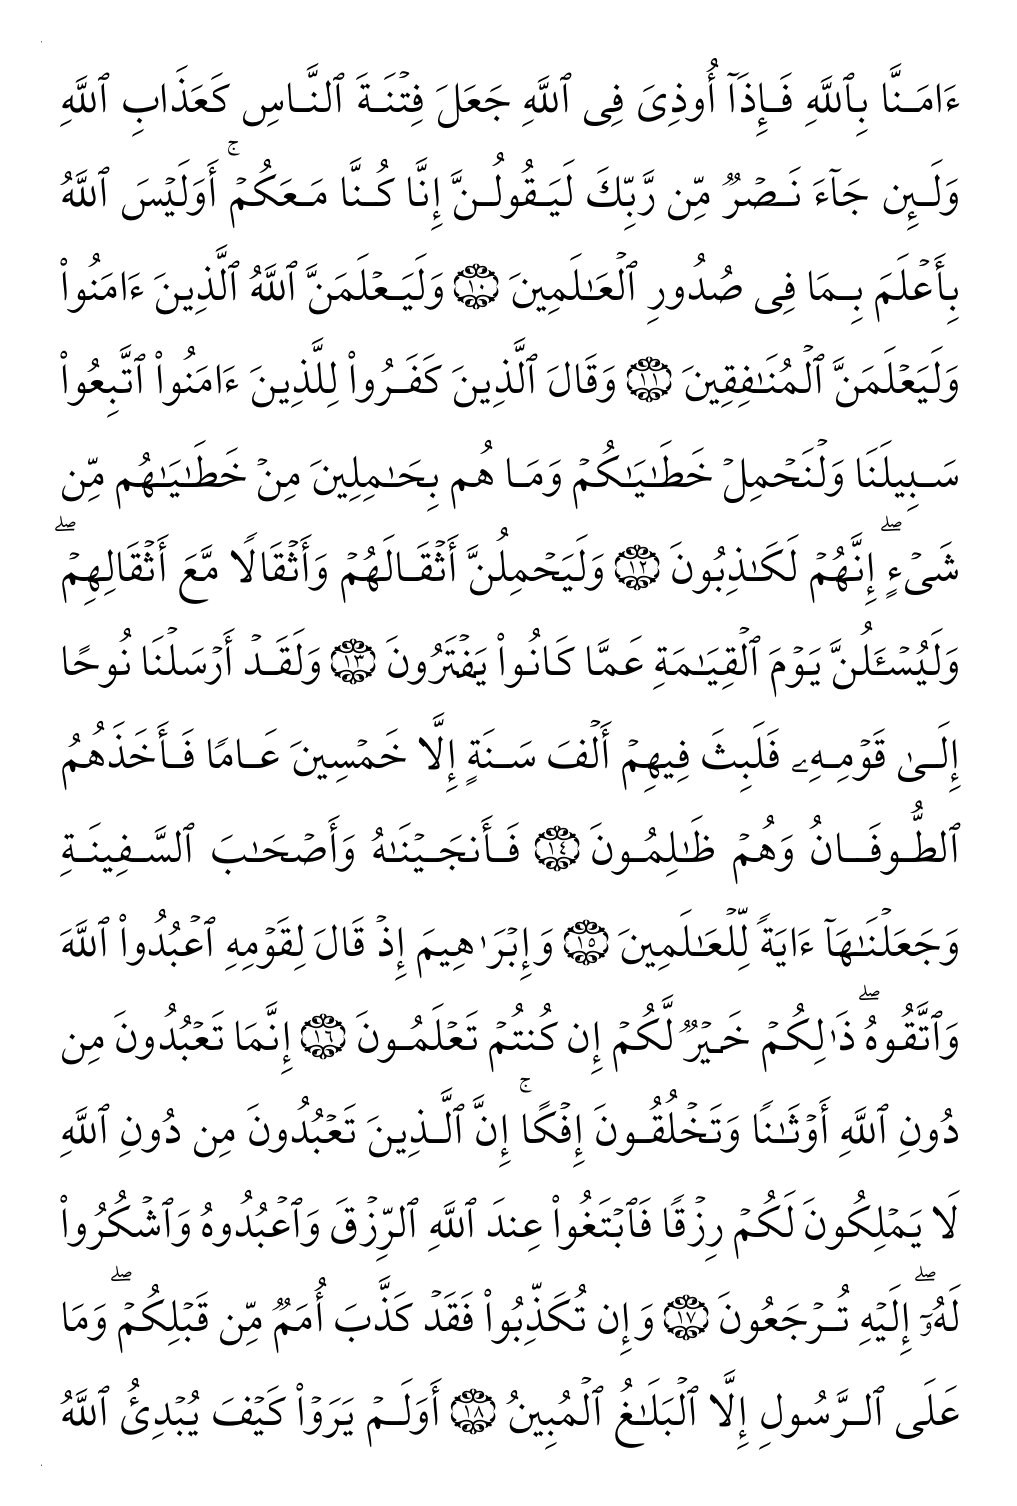 ءَامَنَّا بِٱللَّهِ فَإِذَآ أُوذِىَ فِى ٱللَّهِ جَعَلَ فِتْنَةَ ٱلنَّاسِ كَعَذَابِ ٱللَّهِ
وَلَئِن جَآءَ نَصْرٌ مِّن رَّبِّكَ لَيَقُولُنَّ إِنَّا كُنَّا مَعَكُمْ ۚ أَوَلَيْسَ ٱللَّهُ
بِأَعْلَمَ بِمَا فِى صُدُورِ ٱلْعَـٰلَمِينَ ١٠ وَلَيَعْلَمَنَّ ٱللَّهُ ٱلَّذِينَ ءَامَنُوا۟
وَلَيَعْلَمَنَّ ٱلْمُنَـٰفِقِينَ ١١ وَقَالَ ٱلَّذِينَ كَفَرُوا۟ لِلَّذِينَ ءَامَنُوا۟ ٱتَّبِعُوا۟
سَبِيلَنَا وَلْنَحْمِلْ خَطَـٰيَـٰكُمْ وَمَا هُم بِحَـٰمِلِينَ مِنْ خَطَـٰيَـٰهُم مِّن
شَىْءٍ ۖ إِنَّهُمْ لَكَـٰذِبُونَ ١٢ وَلَيَحْمِلُنَّ أَثْقَالَهُمْ وَأَثْقَالًا مَّعَ أَثْقَالِهِمْ ۖ
وَلَيُسْـَٔلُنَّ يَوْمَ ٱلْقِيَـٰمَةِ عَمَّا كَانُوا۟ يَفْتَرُونَ ١٣ وَلَقَدْ أَرْسَلْنَا نُوحًا
إِلَىٰ قَوْمِهِۦ فَلَبِثَ فِيهِمْ أَلْفَ سَنَةٍ إِلَّا خَمْسِينَ عَامًا فَأَخَذَهُمُ
ٱلطُّوفَانُ وَهُمْ ظَـٰلِمُونَ ١٤ فَأَنجَيْنَـٰهُ وَأَصْحَـٰبَ ٱلسَّفِينَةِ
وَجَعَلْنَـٰهَآ ءَايَةً لِّلْعَـٰلَمِينَ ١٥ وَإِبْرَٰهِيمَ إِذْ قَالَ لِقَوْمِهِ ٱعْبُدُوا۟ ٱللَّهَ
وَٱتَّقُوهُ ۖ ذَٰلِكُمْ خَيْرٌ لَّكُمْ إِن كُنتُمْ تَعْلَمُونَ ١٦ إِنَّمَا تَعْبُدُونَ مِن
دُونِ ٱللَّهِ أَوْثَـٰنًا وَتَخْلُقُونَ إِفْكًا ۚ إِنَّ ٱلَّذِينَ تَعْبُدُونَ مِن دُونِ ٱللَّهِ
لَا يَمْلِكُونَ لَكُمْ رِزْقًا فَٱبْتَغُوا۟ عِندَ ٱللَّهِ ٱلرِّزْقَ وَٱعْبُدُوهُ وَٱشْكُرُوا۟
لَهُۥٓ ۖ إِلَيْهِ تُرْجَعُونَ ١٧ وَإِن تُكَذِّبُوا۟ فَقَدْ كَذَّبَ أُمَمٌ مِّن قَبْلِكُمْ ۖ وَمَا
عَلَى ٱلرَّسُولِ إِلَّا ٱلْبَلَـٰغُ ٱلْمُبِينُ ١٨ أَوَلَمْ يَرَوْا۟ كَيْفَ يُبْدِئُ ٱللَّهُ